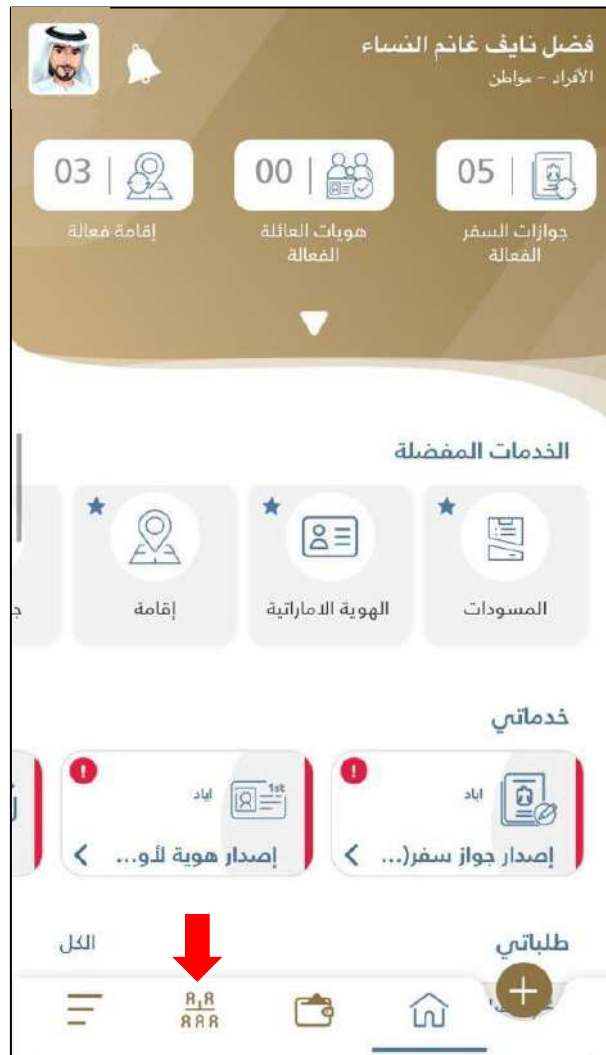 فضل نايف غانم النساء
الأفراد - مواطن
05
00
03
جوازات السفر
الفعالة
هويات العائلة
الفعالة
إقامة فعالة
الخدمات المفضلة
المسودات
الهوية الاماراتية
إقامة
خدماتي
اياد
إصدار جواز سفر(...
1st
اياد
إصدار هوية لأو...
طلباتي
الكل